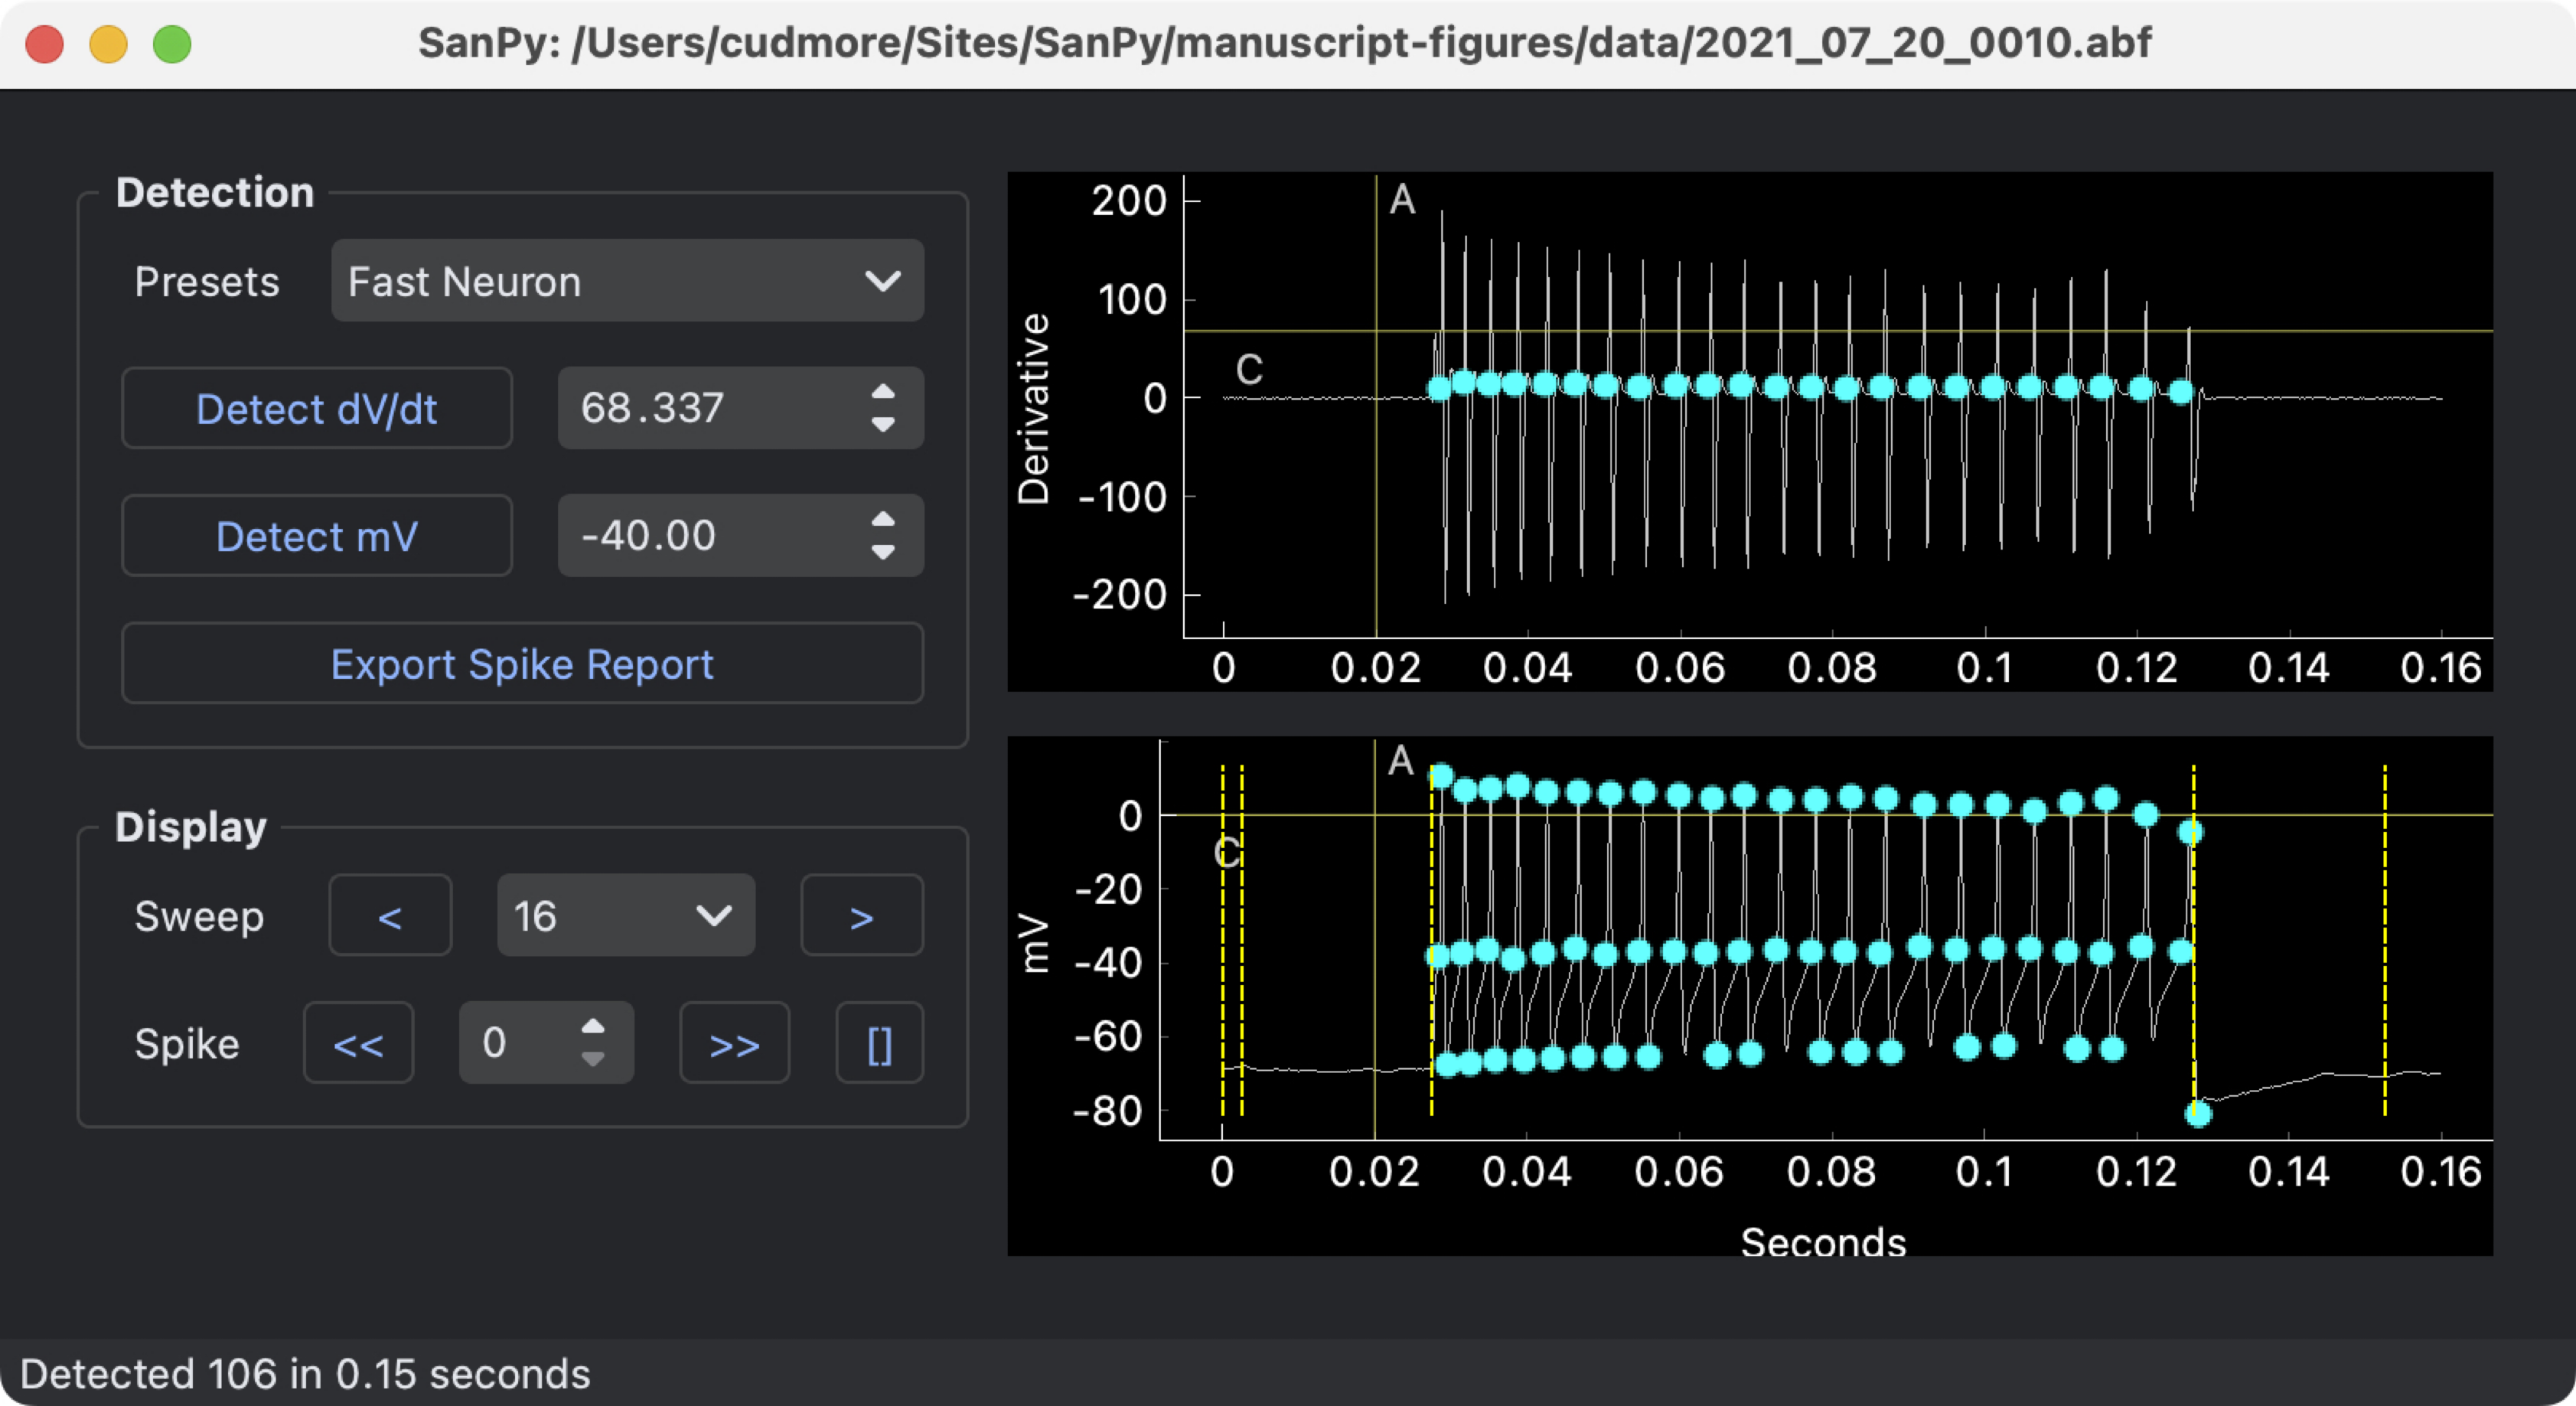 SanPy: /Users/cudmore/Sites/SanPy/manuscript-figures/data/2021_07_20_0010.abf
Detection
Presets Fast Neuron
Detect dV/dt 68.337
Detect mV -40.00
Export Spike Report
Display
Sweep < 16 >
Spike << 0 >> []
Derivative
200
100
0
-100
-200
A
C
0 0.02 0.04 0.06 0.08 0.1 0.12 0.14 0.16
mV
0
-20
-40
-60
-80
A
C
0 0.02 0.04 0.06 0.08 0.1 0.12 0.14 0.16
Seconds
Detected 106 in 0.15 seconds